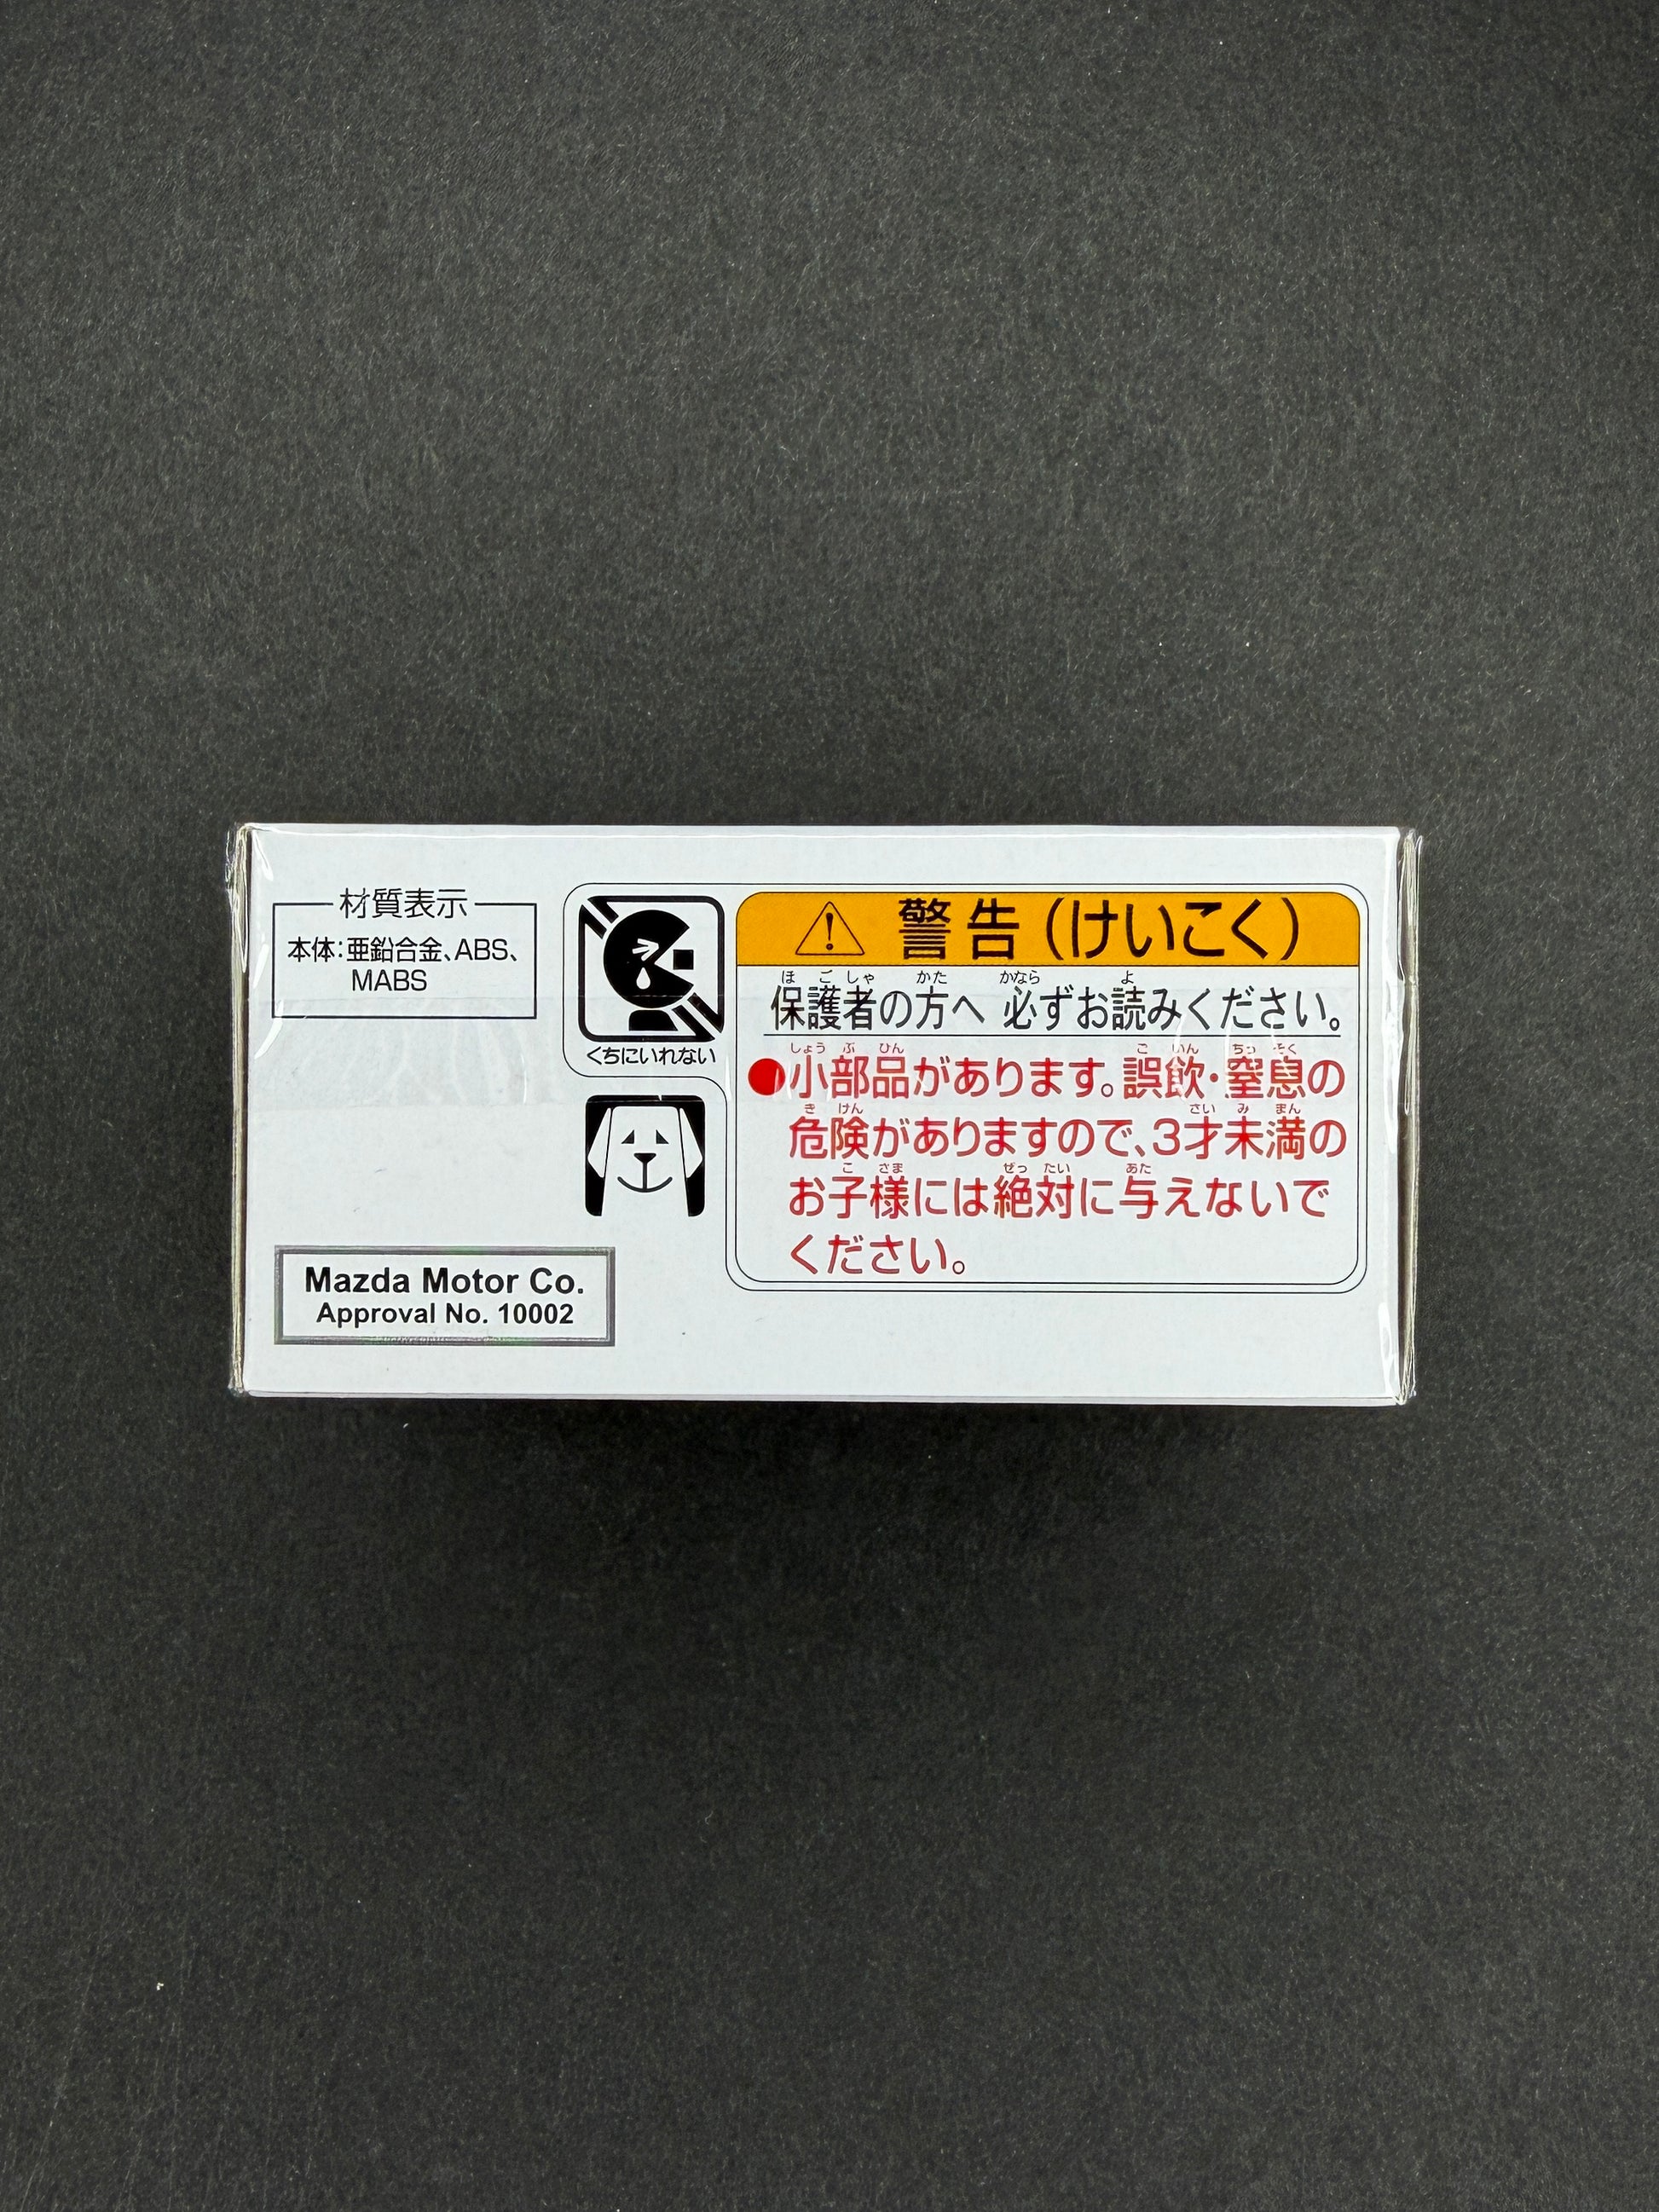 材質表示
本体:亜鉛合金、ABS、
MABS
くちにいれない
Mazda Motor Co.
Approval No. 10002
警告(けいこく)
ほ ご しゃ かた かなら よ
保護者の方へ 必ずお読みください。
しょう ぶ ひん ご いん ちっ そく
●小部品があります。誤飲・窒息の
き けん さい み まん
危険がありますので、3才未満の
こ さま ぜっ たい あた
お子様には絶対に与えないで
ください。